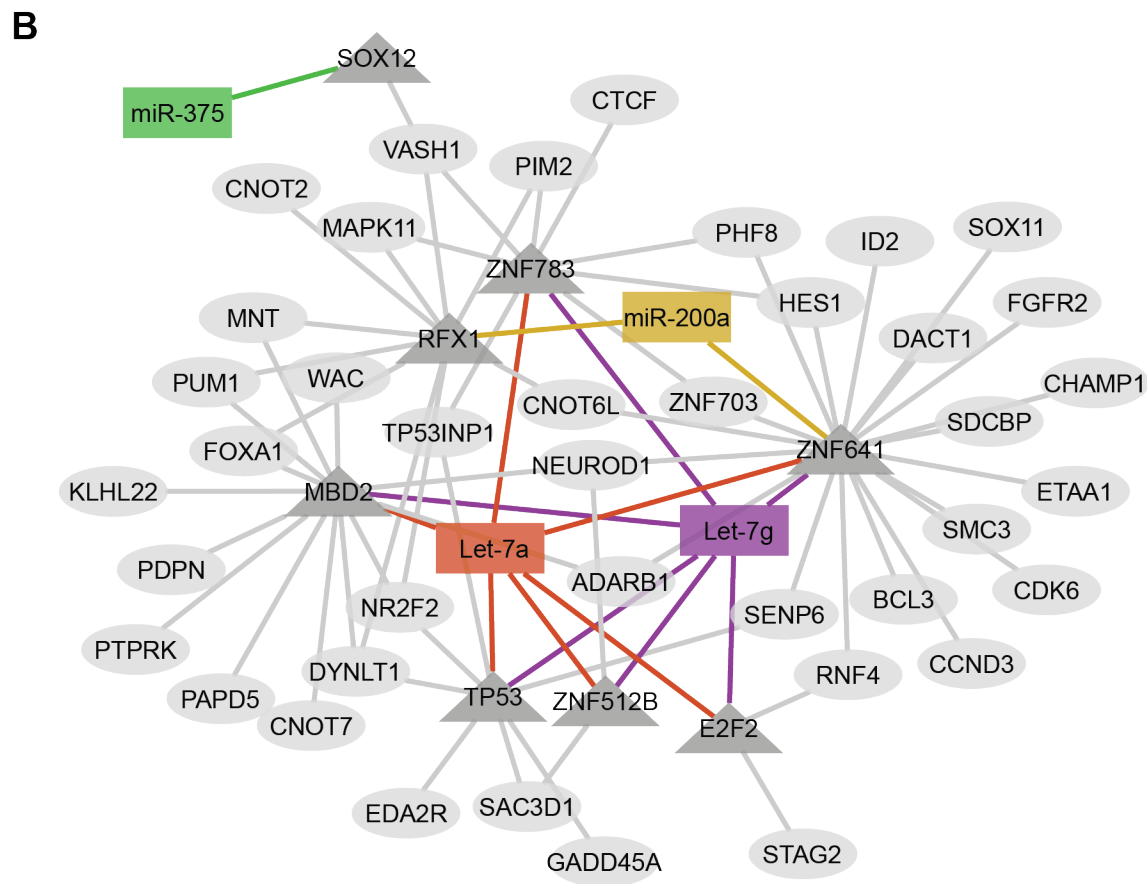 B
SOX12
miR-375
CTCF
VASH1
PIM2
CNOT2
MAPK11
PHF8
ID2
SOX11
ZNF783
HES1
FGFR2
MNT
miR-200a
RFX1
DACT1
PUM1
WAC
CHAMP1
CNOT6L
ZNF703
SDCBP
TP53INP1
FOXA1
ZNF641
NEUROD1
KLHL22
MBD2
ETAA1
Let-7a
Let-7g
SMC3
PDPN
ADARB1
CDK6
NR2F2
SENP6
BCL3
PTPRK
DYNLT1
RNF4
CCND3
PAPD5
TP53
ZNF512B
CNOT7
E2F2
EDA2R
SAC3D1
GADD45A
STAG2